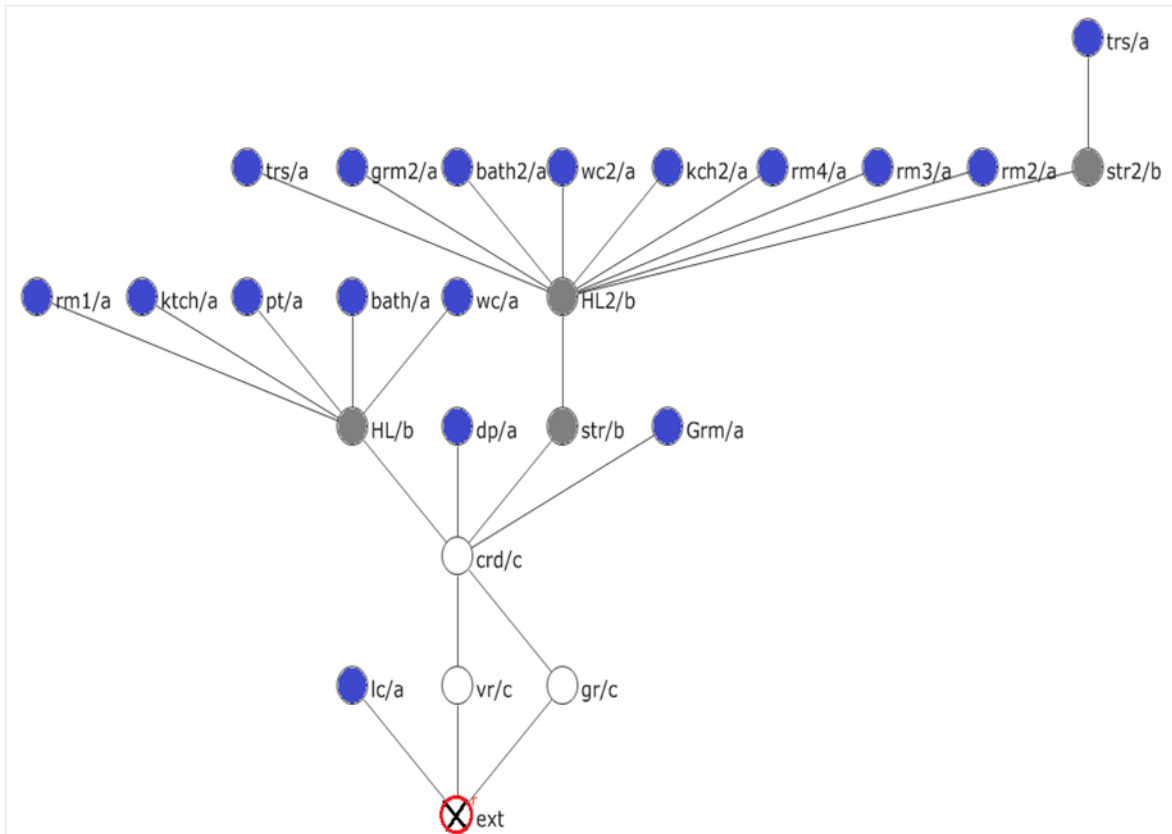 trs/a
trs/a grm2/a bath2/a wc2/a kch2/a rm4/a rm3/a rm2/a str2/b
rm1/a ktch/a pt/a bath/a wc/a HL2/b
HL/b dp/a str/b Grm/a
crd/c
lc/a vr/c gr/c
r
ext